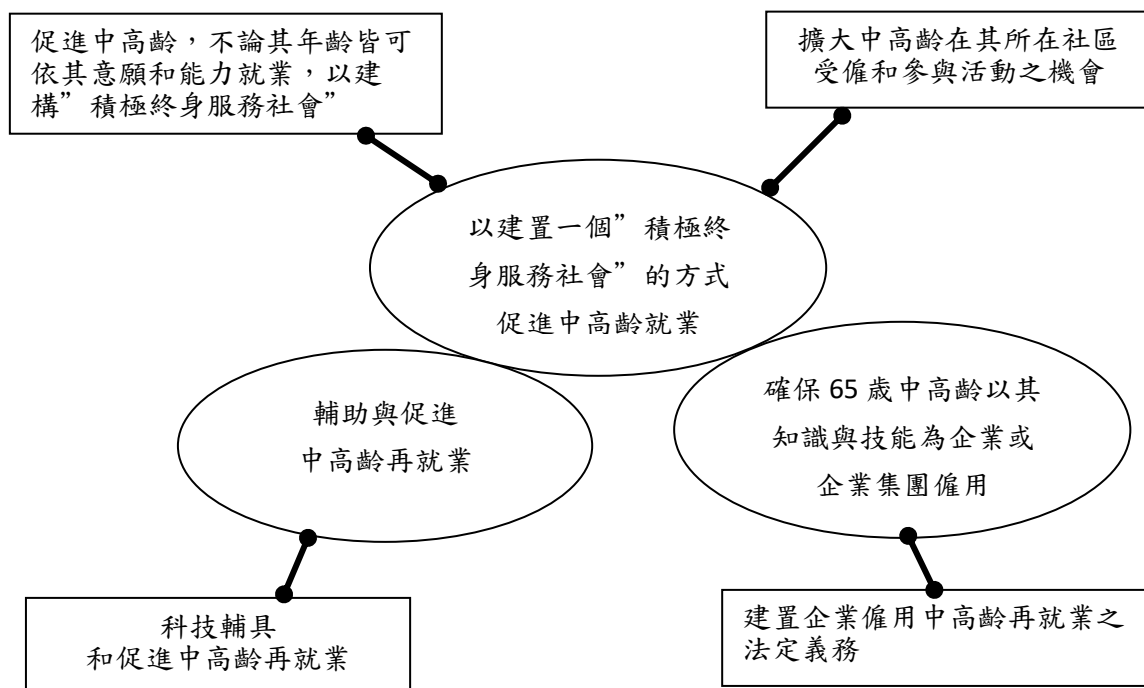 促進中高齡，不論其年齡皆可
依其意願和能力就業，以建
構”積極終身服務社會”
擴大中高齡在其所在社區
受僱和參與活動之機會
以建置一個”積極終
身服務社會”的方式
促進中高齡就業
輔助與促進
中高齡再就業
確保 65 歲中高齡以其
知識與技能為企業或
企業集團僱用
科技輔具
和促進中高齡再就業
建置企業僱用中高齡再就業之
法定義務